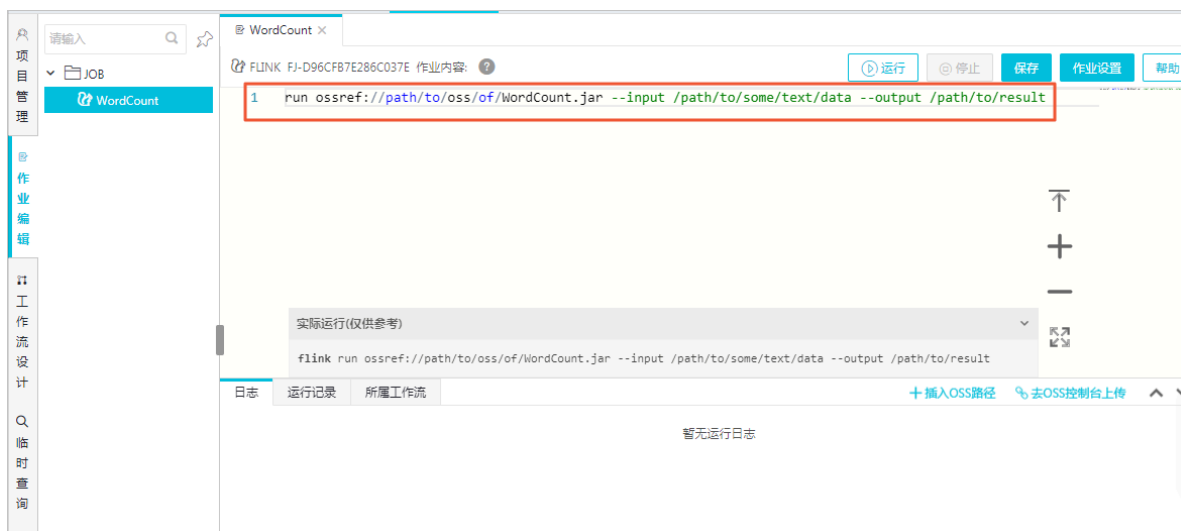 项目管理
作业编辑
工作流设计
临时查询
请输入
JOB
WordCount
WordCount ×
FLINK FJ-D96CFB7E286C037E 作业内容: ?
运行
停止
保存
作业设置
帮助
1 run ossref://path/to/oss/of/WordCount.jar --input /path/to/some/text/data --output /path/to/result
实际运行(仅供参考)
flink run ossref://path/to/oss/of/WordCount.jar --input /path/to/some/text/data --output /path/to/result
日志 运行记录 所属工作流
+ 插入OSS路径 去OSS控制台上传
暂无运行日志